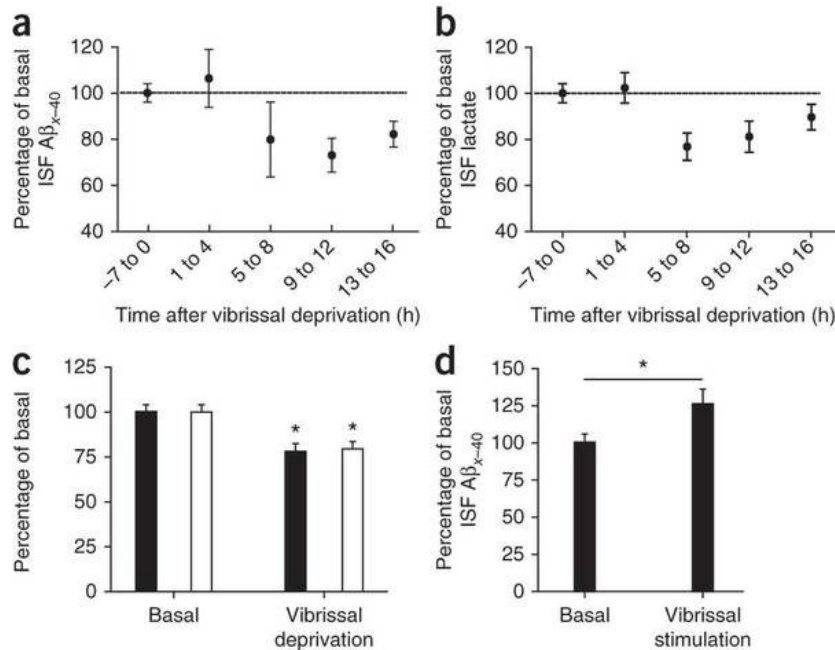 a
Percentage of basal
ISF Aβx–40
120
100
80
60
40
–7 to 0
1 to 4
5 to 8
9 to 12
13 to 16
Time after vibrissal deprivation (h)
b
Percentage of basal
ISF lactate
120
100
80
60
40
–7 to 0
1 to 4
5 to 8
9 to 12
13 to 16
Time after vibrissal deprivation (h)
c
Percentage of basal
125
100
75
50
25
0
* *
Basal
Vibrissal
deprivation
d
Percentage of basal
ISF Aβx–40
150
125
100
75
50
25
0
*
Basal
Vibrissal
stimulation